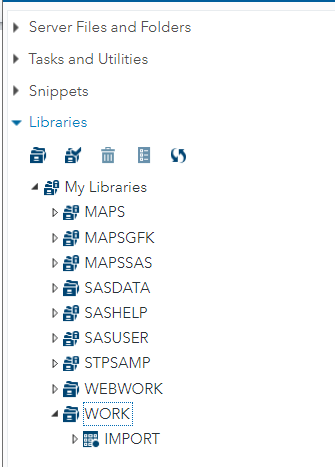 Server Files and Folders
Tasks and Utilities
Snippets
Libraries
My Libraries
MAPS
MAPSGFK
MAPSSAS
SASDATA
SASHELP
SASUSER
STPSAMP
WEBWORK
WORK
IMPORT